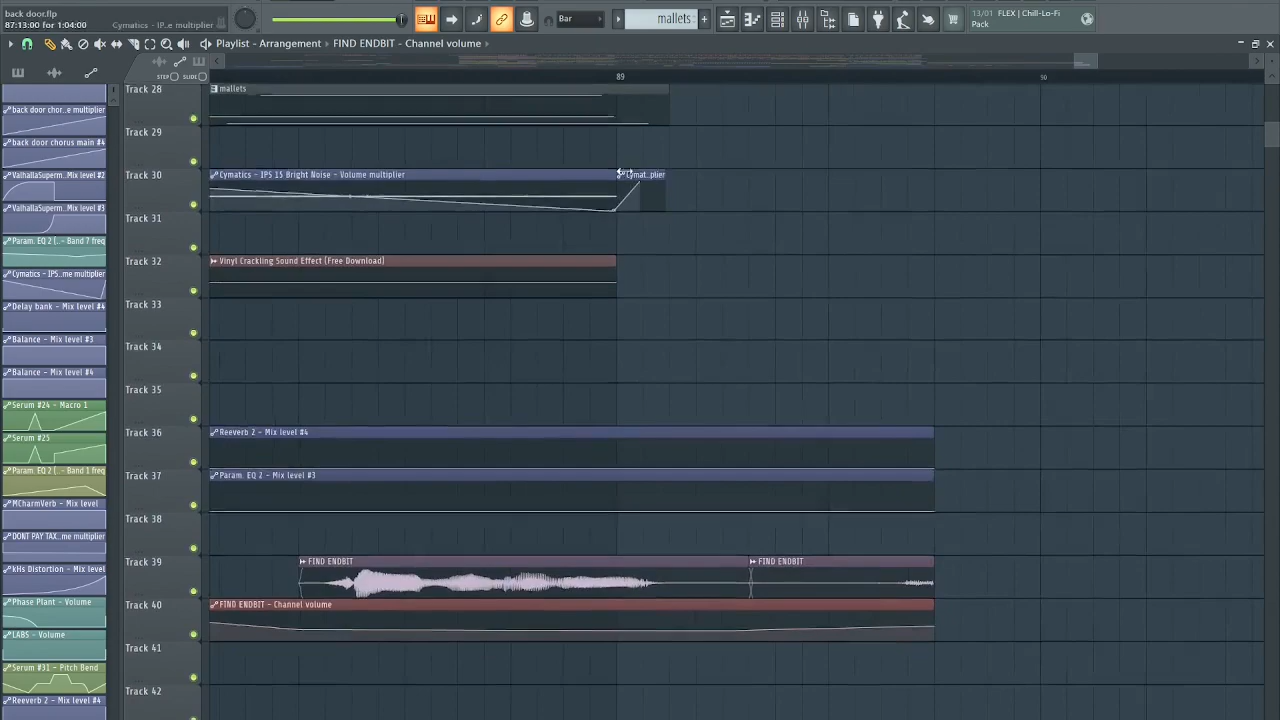 back door.flp
87:13:00 for 1:04:00
Cymatics - IP..e multiplier
Bar
mallets
13/01 FLEX | Chill-Lo-Fi
Pack
Playlist - Arrangement
FIND ENDBIT - Channel volume
STEP
SLIDE
89
Track 28
mallets
Track 29
Track 30
Cymatics - IPS 15 Bright Noise - Volume multiplier
Cymat..plier
Track 31
Track 32
Vinyl Crackling Sound Effect [Free Download]
Track 33
Track 34
Track 35
Track 36
Reeverb 2 - Mix level #4
Track 37
Param. EQ 2 - Mix level #3
Track 38
Track 39
FIND ENDBIT
FIND ENDBIT
Track 40
FIND ENDBIT - Channel volume
Track 41
Track 42
back door chor..e multiplier
back door chorus main #4
ValhallaSuperm..Mix level #2
ValhallaSuperm..Mix level #3
Param. EQ 2 (..- Band 7 freq
Cymatics - IPS..me multiplier
Delay bank - Mix level #4
Balance - Mix level #3
Balance - Mix level #4
Serum #24 - Macro 1
Serum #25
Param. EQ 2 (..- Band 1 freq
MCharmVerb - Mix level
DONT PAY TAX..me multiplier
kHs Distortion - Mix level
Phase Plant - Volume
LABS - Volume
Serum #31 - Pitch Bend
Reeverb 2 - Mix level #4